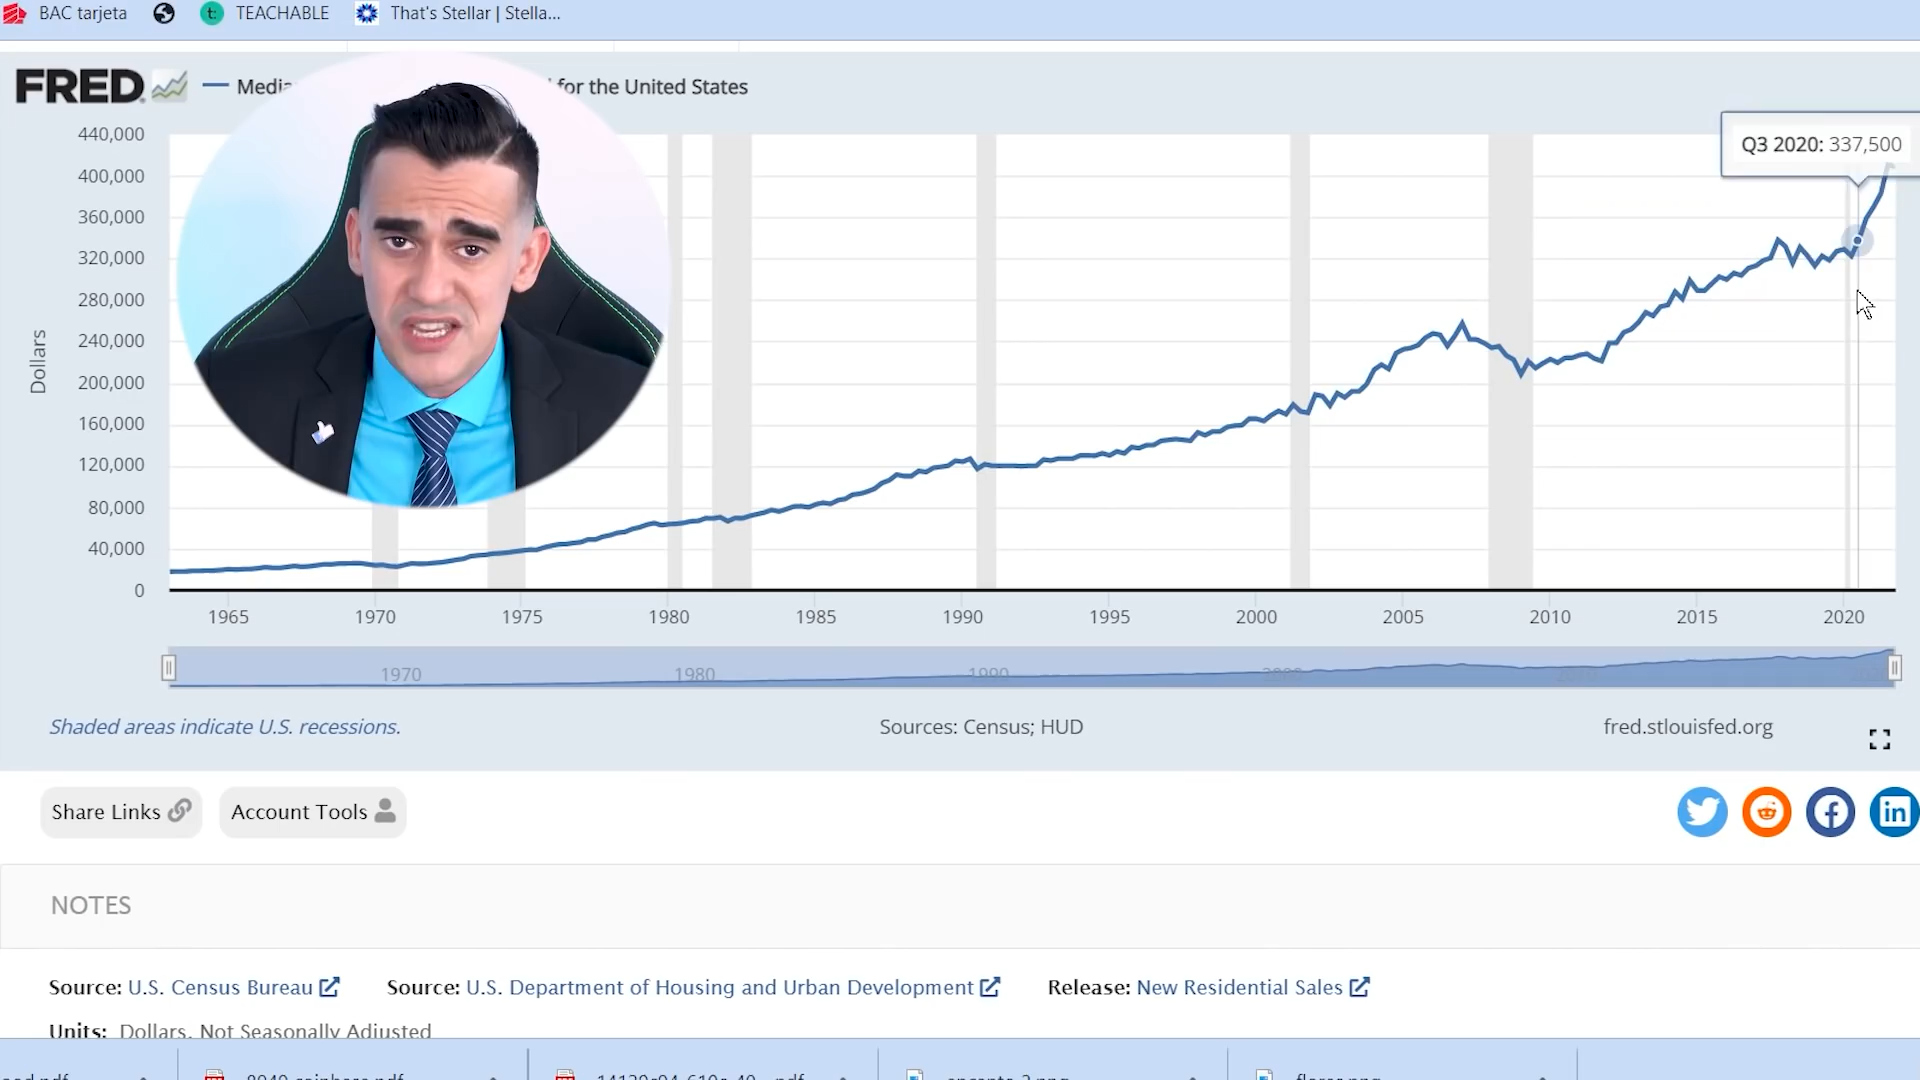 BAC tarjeta
TEACHABLE
That's Stellar | Stella...
FRED
for the United States
Q3 2020: 337,500
440,000
400,000
360,000
320,000
280,000
240,000
200,000
160,000
120,000
80,000
40,000
0
Dollars
1965 1970 1975 1980 1985 1990 1995 2000 2005 2010 2015 2020
1970 1980 1990 2000 2010
Shaded areas indicate U.S. recessions. Sources: Census; HUD fred.stlouisfed.org
Share Links Account Tools
NOTES
Source: U.S. Census Bureau Source: U.S. Department of Housing and Urban Development Release: New Residential Sales
Units: Dollars, Not Seasonally Adjusted